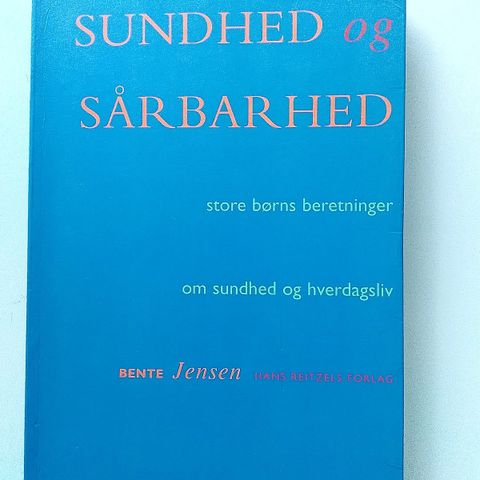 SUNDHED og
SÅRBARHED
store børns beretninger
om sundhed og hverdagsliv
BENTE Jensen HANS REITZELS FORLAG